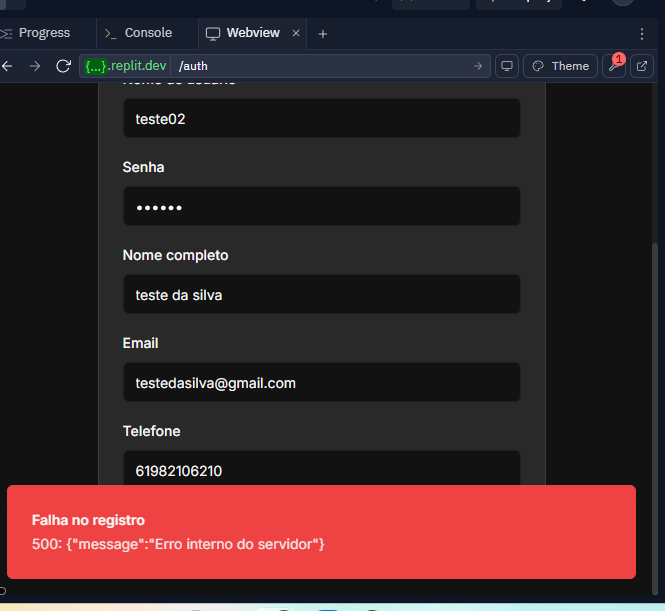 Progress
Console
Webview
{...}.replit.dev
/auth
Theme
1
teste02
Senha
Nome completo
teste da silva
Email
testedasilva@gmail.com
Telefone
61982106210
Falha no registro
500: {"message":"Erro interno do servidor"}